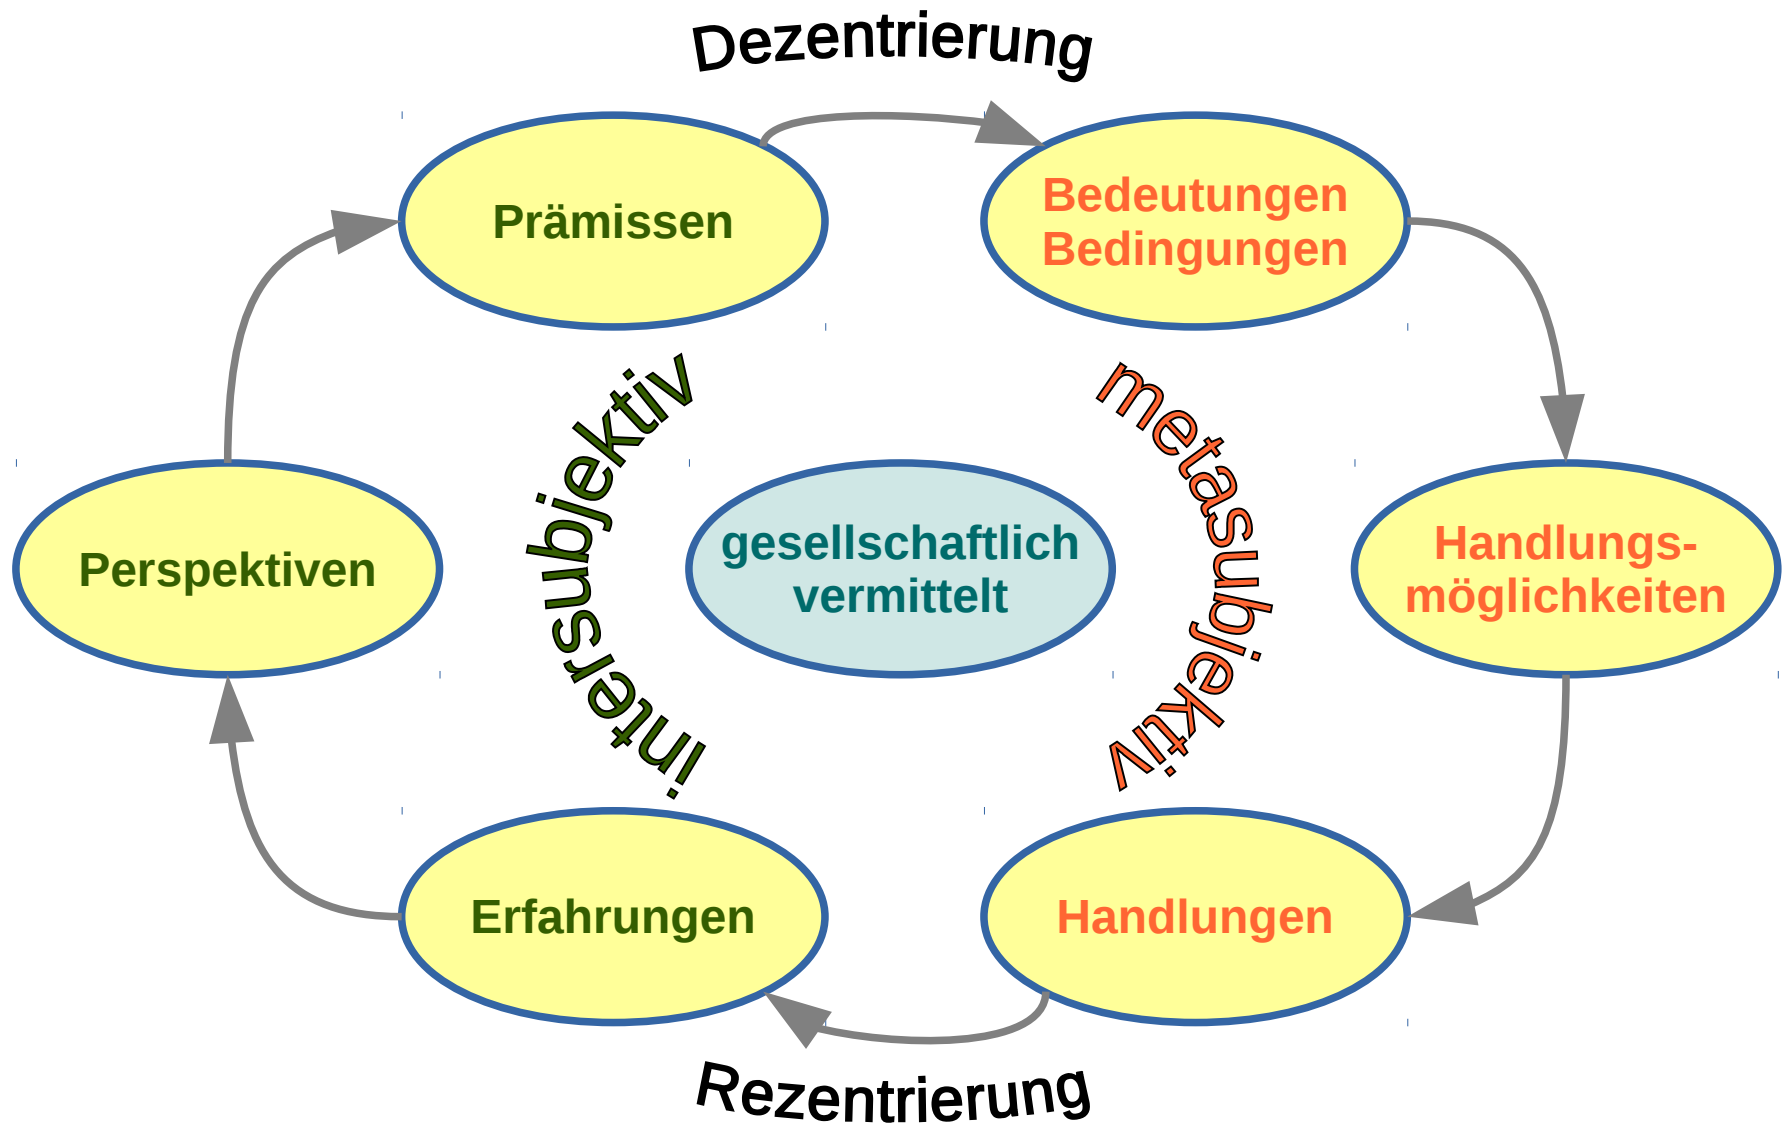 Dezentrierung
Prämissen
Bedeutungen
Bedingungen
intersubjektiv
metasubjektiv
Perspektiven
gesellschaftlich
vermittelt
Handlungs-
möglichkeiten
Erfahrungen
Handlungen
Rezentrierung